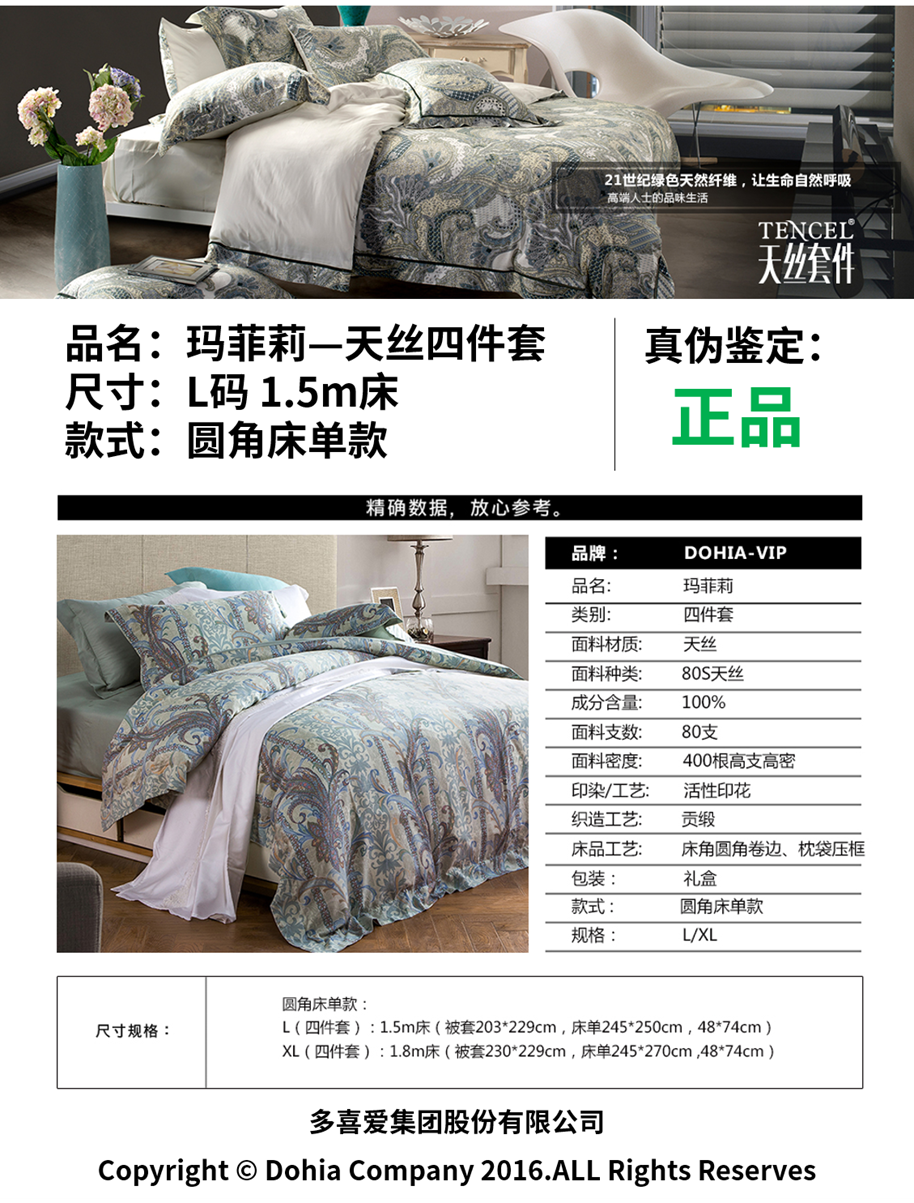 21世纪绿色天然纤维，让生命自然呼吸
高端人士的品味生活
TENCEL®
天丝套件
品名：玛菲莉—天丝四件套
尺寸：L码 1.5m床
款式：圆角床单款
真伪鉴定：
正品
精确数据，放心参考。
品牌： DOHIA-VIP
品名: 玛菲莉
类别: 四件套
面料材质: 天丝
面料种类: 80S天丝
成分含量: 100%
面料支数: 80支
面料密度: 400根高支高密
印染/工艺: 活性印花
织造工艺: 贡缎
床品工艺: 床角圆角卷边、枕袋压框
包装： 礼盒
款式： 圆角床单款
规格： L/XL
尺寸规格：
圆角床单款：
L（四件套）：1.5m床（被套203*229cm，床单245*250cm，48*74cm）
XL（四件套）：1.8m床（被套230*229cm，床单245*270cm ,48*74cm）
多喜爱集团股份有限公司
Copyright © Dohia Company 2016.ALL Rights Reserves